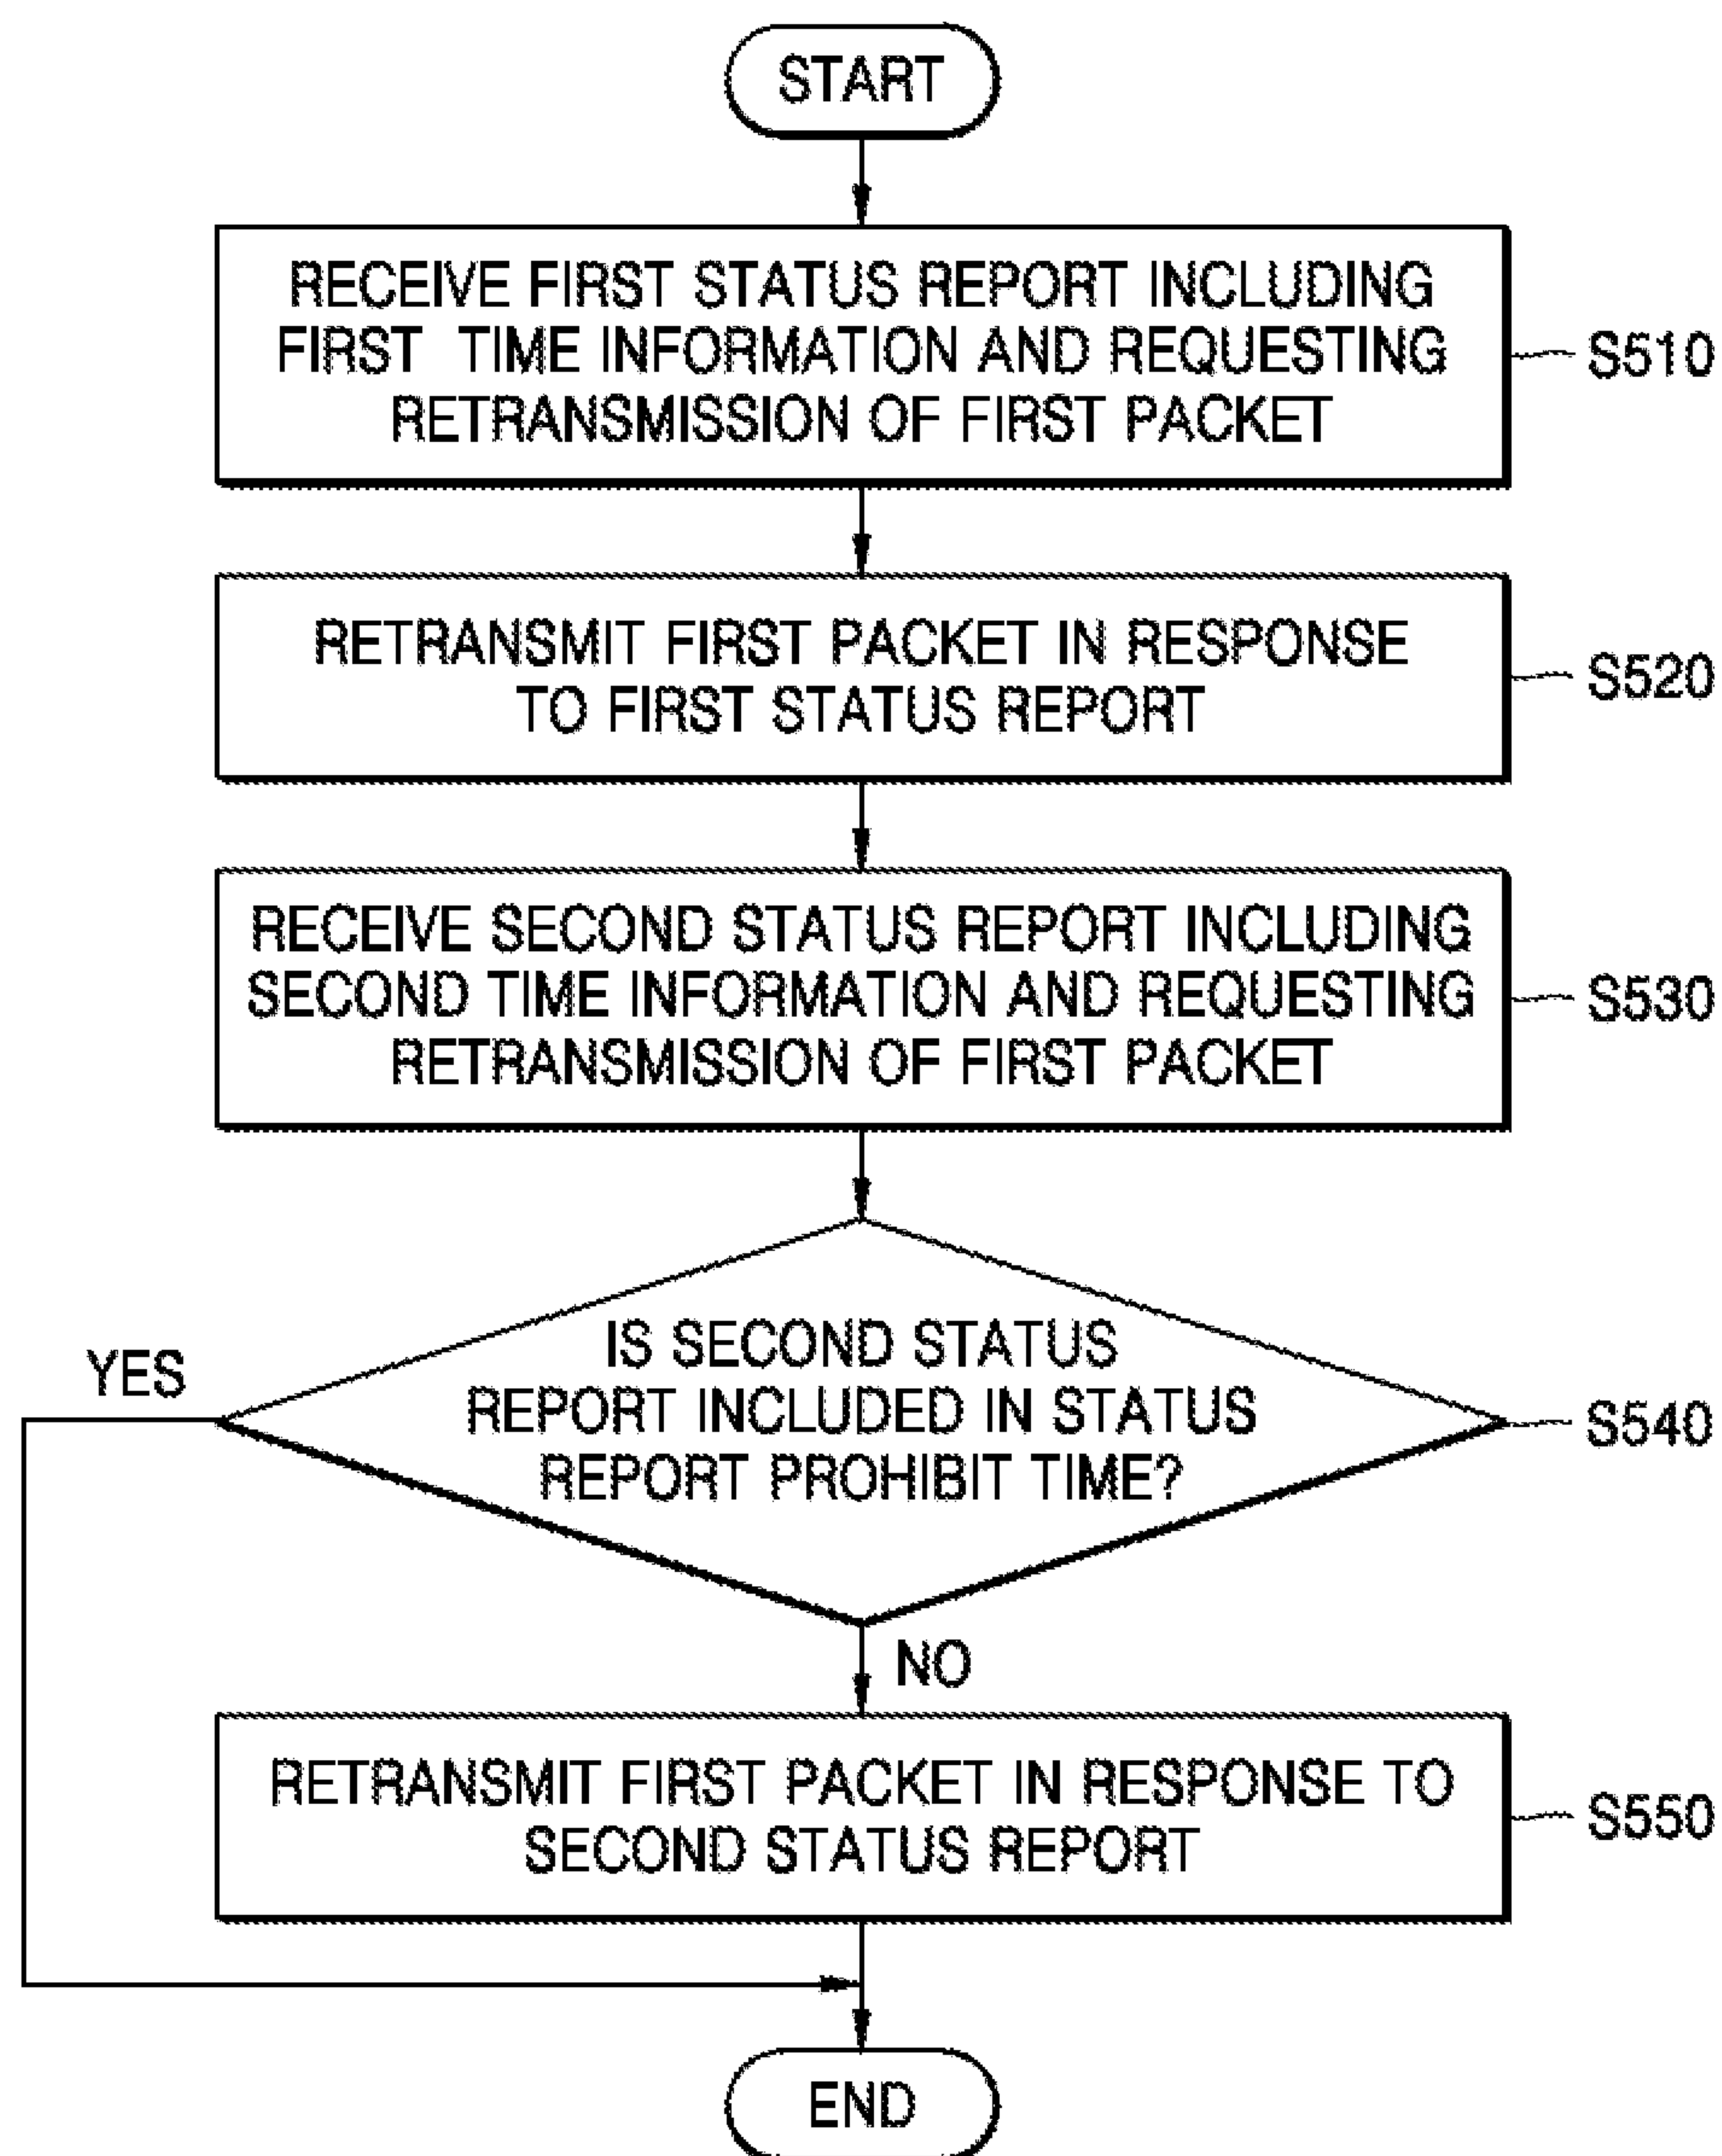 START
RECEIVE FIRST STATUS REPORT INCLUDING
FIRST TIME INFORMATION AND REQUESTING
RETRANSMISSION OF FIRST PACKET
S510
RETRANSMIT FIRST PACKET IN RESPONSE
TO FIRST STATUS REPORT
S520
RECEIVE SECOND STATUS REPORT INCLUDING
SECOND TIME INFORMATION AND REQUESTING
RETRANSMISSION OF FIRST PACKET
S530
IS SECOND STATUS
REPORT INCLUDED IN STATUS
REPORT PROHIBIT TIME?
S540
YES
NO
RETRANSMIT FIRST PACKET IN RESPONSE TO
SECOND STATUS REPORT
S550
END